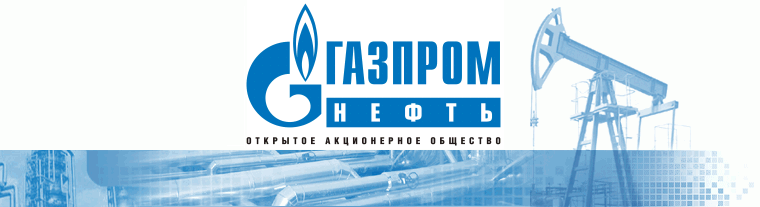 ГАЗПРОМ
НЕФТЬ
ОТКРЫТОЕ АКЦИОНЕРНОЕ ОБЩЕСТВО